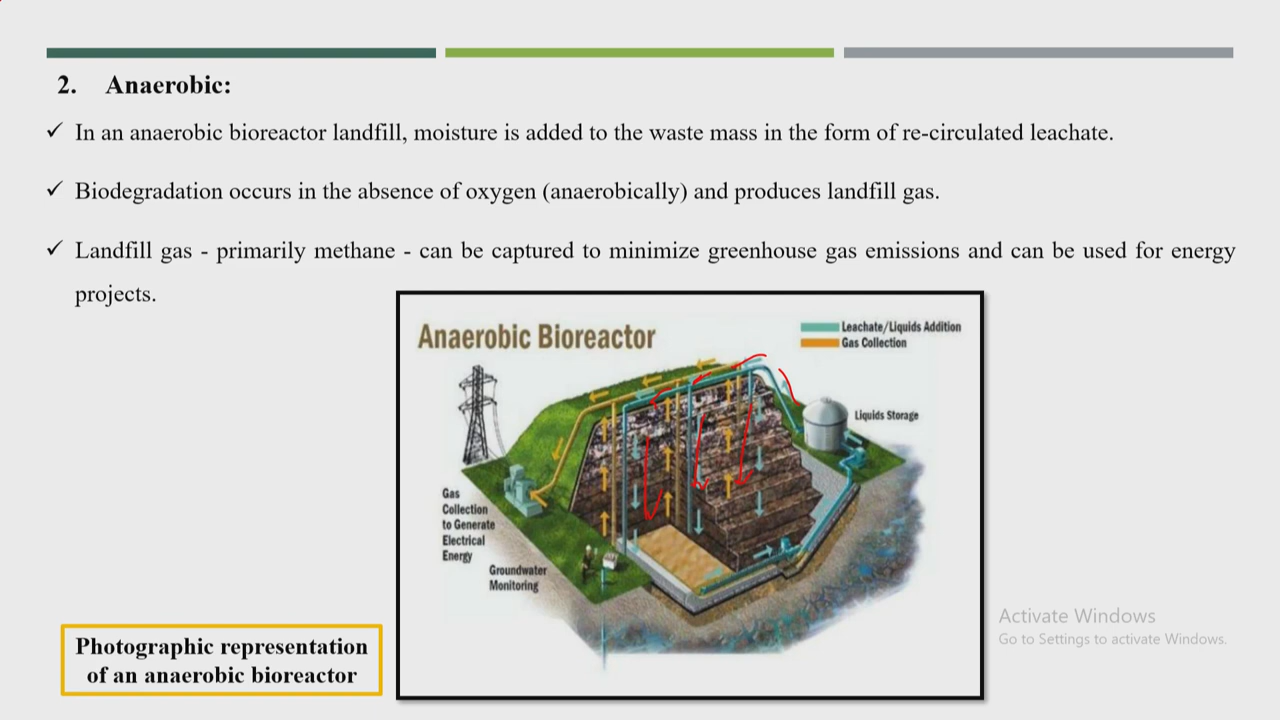 2. Anaerobic:
✓ In an anaerobic bioreactor landfill, moisture is added to the waste mass in the form of re-circulated leachate.
✓ Biodegradation occurs in the absence of oxygen (anaerobically) and produces landfill gas.
✓ Landfill gas - primarily methane - can be captured to minimize greenhouse gas emissions and can be used for energy
projects.
Anaerobic Bioreactor
Leachate/Liquids Addition
Gas Collection
Liquids Storage
Gas
Collection
to Generate
Electrical
Energy
Groundwater
Monitoring
Photographic representation
of an anaerobic bioreactor
Activate Windows
Go to Settings to activate Windows.